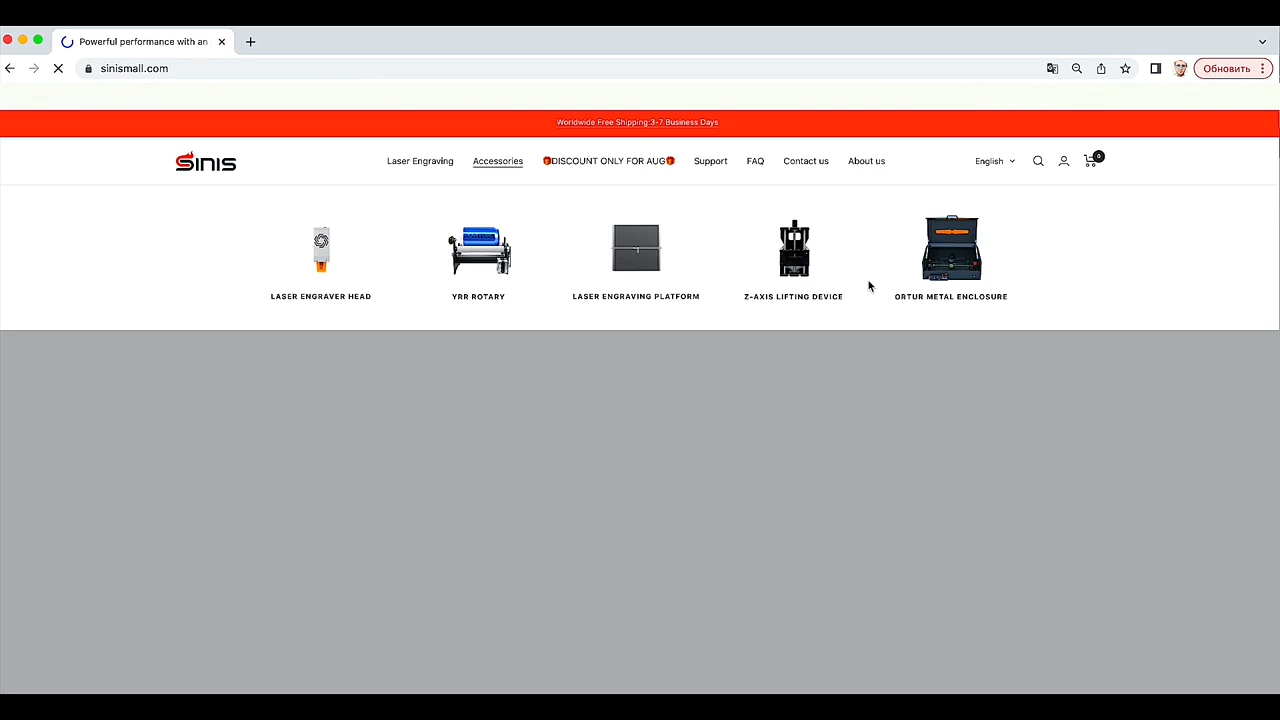 Powerful performance with an
sinismall.com
Обновить
Worldwide Free Shipping:3-7 Business Days
SINIS
Laser Engraving
Accessories
🎁DISCOUNT ONLY FOR AUG🎁
Support
FAQ
Contact us
About us
English
0
LASER ENGRAVER HEAD
YRR ROTARY
LASER ENGRAVING PLATFORM
Z-AXIS LIFTING DEVICE
ORTUR METAL ENCLOSURE